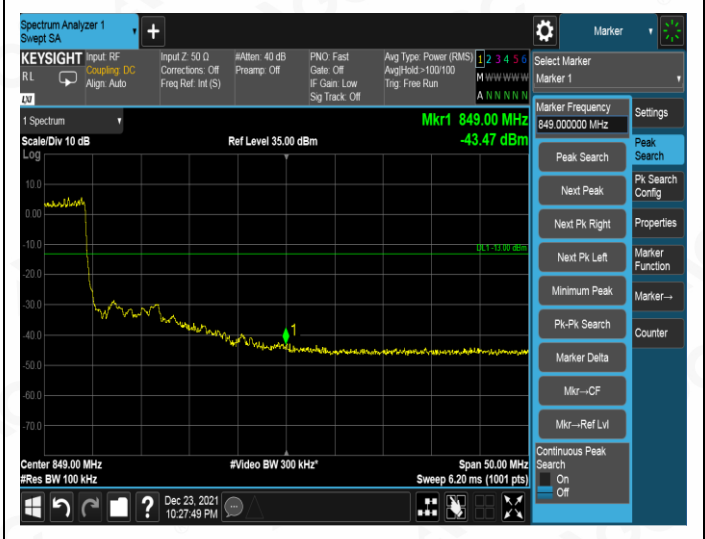 Spectrum Analyzer 1
Swept SA
+
Marker
KEYSIGHT
RL
LXI
Input: RF
Coupling: DC
Align: Auto
Input Z: 50 Ω
Corrections: Off
Freq Ref: Int (S)
#Atten: 40 dB
Preamp: Off
PNO: Fast
Gate: Off
IF Gain: Low
Sig Track: Off
Avg Type: Power (RMS)
Avg|Hold:>100/100
Trig: Free Run
1 2 3 4 5 6
M W W W W W
A N N N N N
Select Marker
Marker 1
1 Spectrum
Mkr1 849.00 MHz
Scale/Div 10 dB
Ref Level 35.00 dBm
-43.47 dBm
Log
10.0
0.00
-10.0
-20.0
-30.0
-40.0
-50.0
-60.0
-70.0
DL1 -13.00 dBm
1
Center 849.00 MHz
#Video BW 300 kHz*
Span 50.00 MHz
#Res BW 100 kHz
Sweep 6.20 ms (1001 pts)
Marker Frequency
849.000000 MHz
Peak Search
Next Peak
Next Pk Right
Next Pk Left
Minimum Peak
Pk-Pk Search
Marker Delta
Mkr→CF
Mkr→Ref Lvl
Continuous Peak
Search
On
Off
Settings
Peak
Search
Pk Search
Config
Properties
Marker
Function
Marker→
Counter
?
Dec 23, 2021
10:27:49 PM